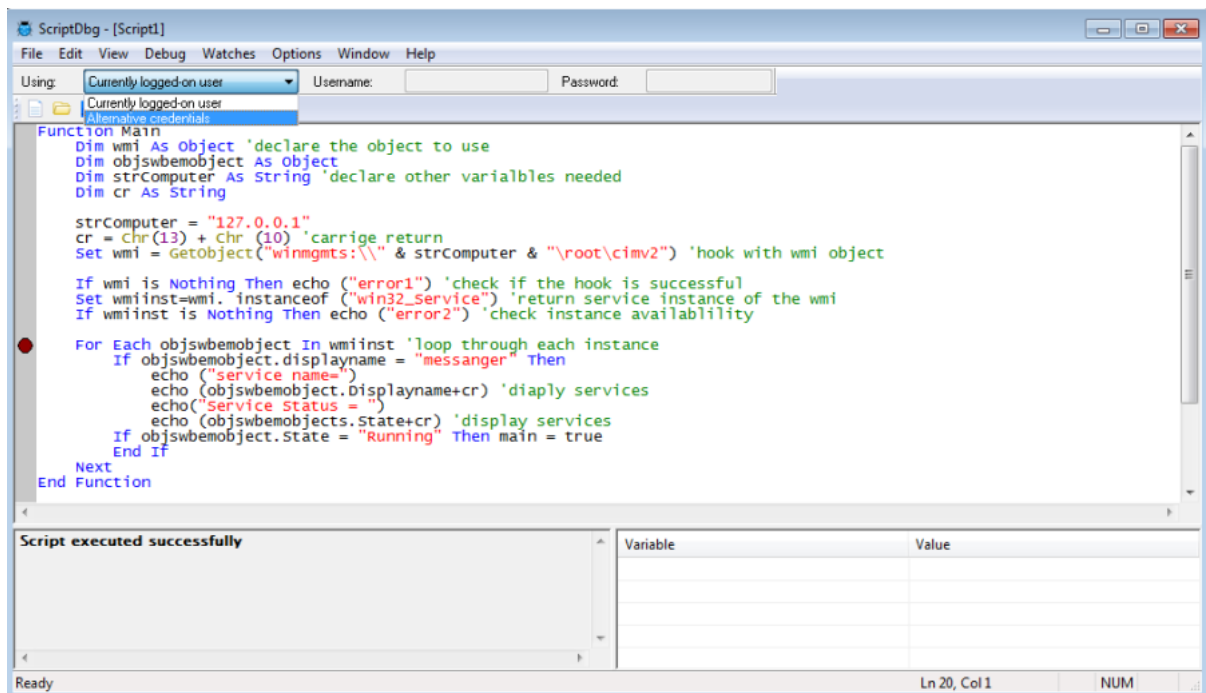 ScriptDbg - [Script1]
File Edit View Debug Watches Options Window Help
Using: Currently logged-on user Username: Password:
Currently logged-on user
Alternative credentials
Function Main
Dim wmi As Object 'declare the object to use
Dim objswbemobject As Object
Dim strComputer As String 'declare other varialbles needed
Dim cr As String
strComputer = "127.0.0.1"
cr = Chr(13) + Chr (10) 'carrige return
Set wmi = GetObject("winmgmts:\\" & strComputer & "\root\cimv2") 'hook with wmi object
If wmi is Nothing Then echo ("error1") 'check if the hook is successful
Set wmiinst=wmi. instanceof ("win32_Service") 'return service instance of the wmi
If wmiinst is Nothing Then echo ("error2") 'check instance availablility
For Each objswbemobject In wmiinst 'loop through each instance
If objswbemobject.displayname = "messanger" Then
echo ("service name=")
echo (objswbemobject.Displayname+cr) 'diaply services
echo("Service Status = ")
echo (objswbemobjects.State+cr) 'display services
If objswbemobject.State = "Running" Then main = true
End If
Next
End Function
Script executed successfully
Variable Value
Ready Ln 20, Col 1 NUM